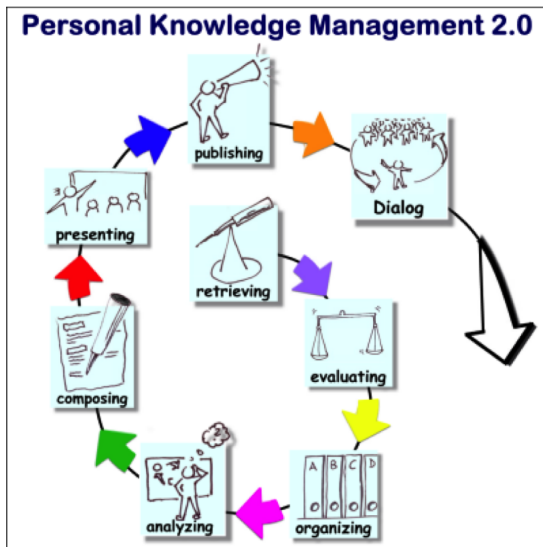 Personal Knowledge Management 2.0
publishing
Dialog
presenting
retrieving
composing
evaluating
analyzing
A B C D
organizing